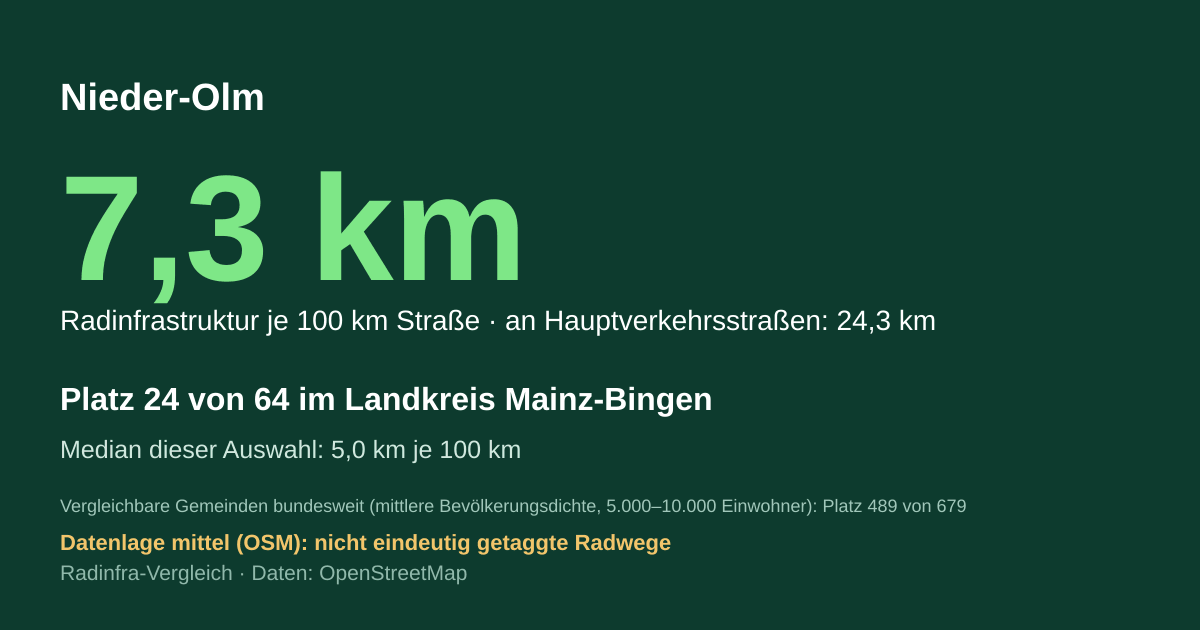 Nieder-Olm
7,3 km
Radinfrastruktur je 100 km Straße · an Hauptverkehrsstraßen: 24,3 km
Platz 24 von 64 im Landkreis Mainz-Bingen
Median dieser Auswahl: 5,0 km je 100 km
Vergleichbare Gemeinden bundesweit (mittlere Bevölkerungsdichte, 5.000–10.000 Einwohner): Platz 489 von 679
Datenlage mittel (OSM): nicht eindeutig getaggte Radwege
Radinfra-Vergleich · Daten: OpenStreetMap